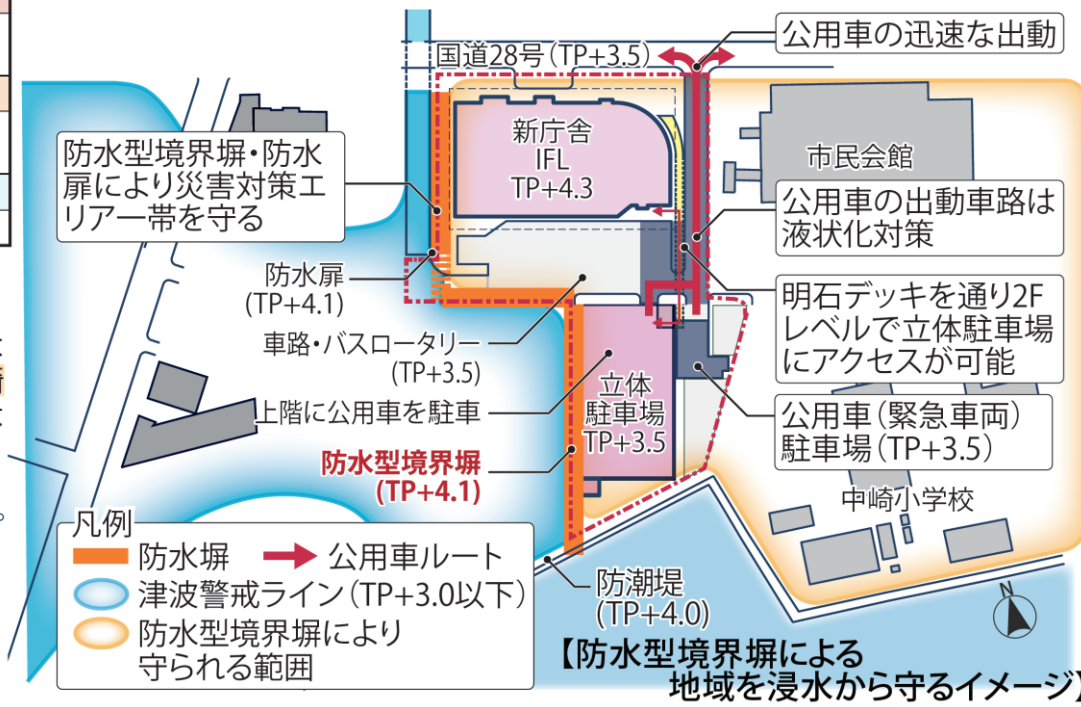 国道28号（TP+3.5）
公用車の迅速な出動
新庁舎
IFL
TP+4.3
市民会館
防水型境界塀・防水
扉により災害対策エ
リア一帯を守る
公用車の出動車路は
液状化対策
防水扉
(TP+4.1)
明石デッキを通り2F
レベルで立体駐車場
にアクセスが可能
車路・バスロータリー
(TP+3.5)
立体
駐車場
TP+3.5
上階に公用車を駐車
公用車（緊急車両）
駐車場（TP+3.5）
防水型境界塀
(TP+4.1)
中崎小学校
凡例
防水塀
公用車ルート
津波警戒ライン（TP+3.0以下）
防水型境界塀により
守られる範囲
防潮堤
(TP+4.0)
N
【防水型境界塀による
地域を浸水から守るイメージ】